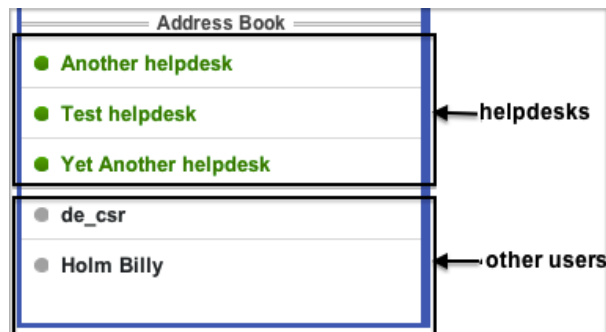 Address Book
Another helpdesk
Test helpdesk
helpdesks
Yet Another helpdesk
de_csr
Holm Billy
other users